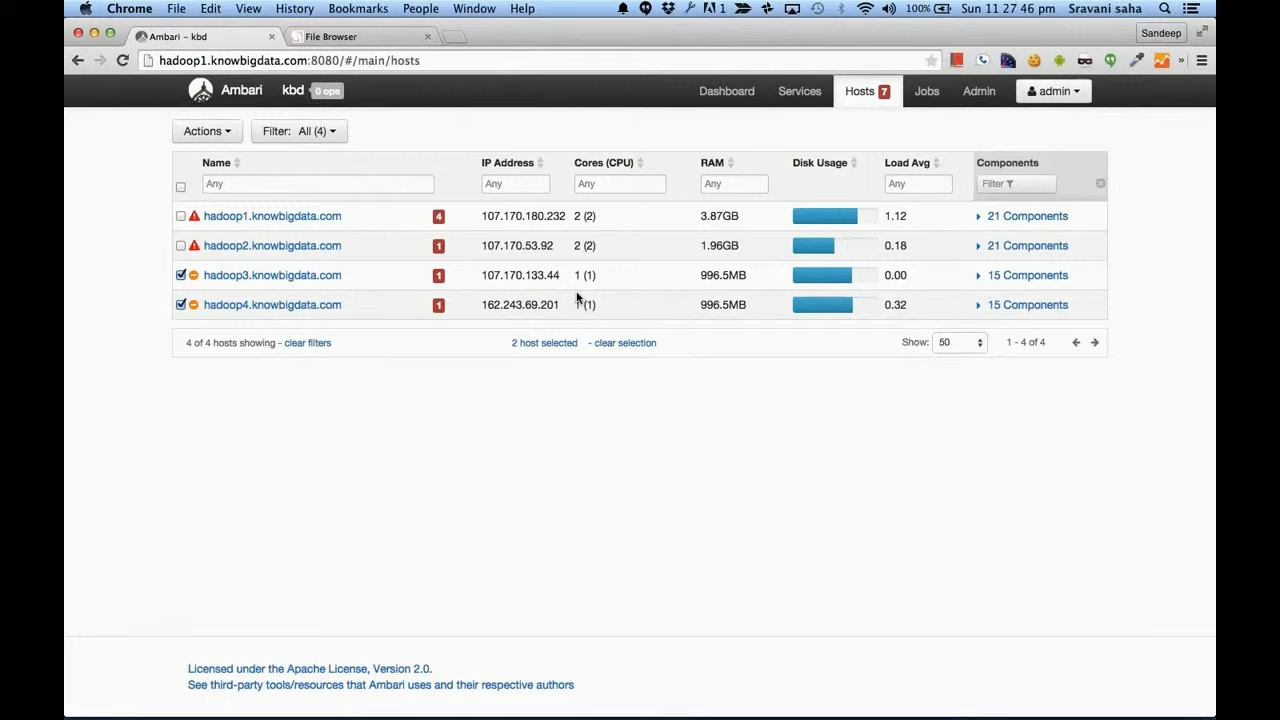 Chrome File Edit View History Bookmarks People Window Help 1 100% Sun 11 27 46 pm Sravani saha
Ambari – kbd × File Browser × Sandeep
hadoop1.knowbigdata.com:8080/#/main/hosts
Ambari kbd 0 ops Dashboard Services Hosts 7 Jobs Admin admin
Actions Filter: All (4)
Name IP Address Cores (CPU) RAM Disk Usage Load Avg Components
Any Any Any Any Any Filter
hadoop1.knowbigdata.com 4 107.170.180.232 2 (2) 3.87GB 1.12 21 Components
hadoop2.knowbigdata.com 1 107.170.53.92 2 (2) 1.96GB 0.18 21 Components
hadoop3.knowbigdata.com 1 107.170.133.44 1 (1) 996.5MB 0.00 15 Components
hadoop4.knowbigdata.com 1 162.243.69.201 1 (1) 996.5MB 0.32 15 Components
4 of 4 hosts showing - clear filters 2 host selected - clear selection Show: 50 1 - 4 of 4
Licensed under the Apache License, Version 2.0.
See third-party tools/resources that Ambari uses and their respective authors